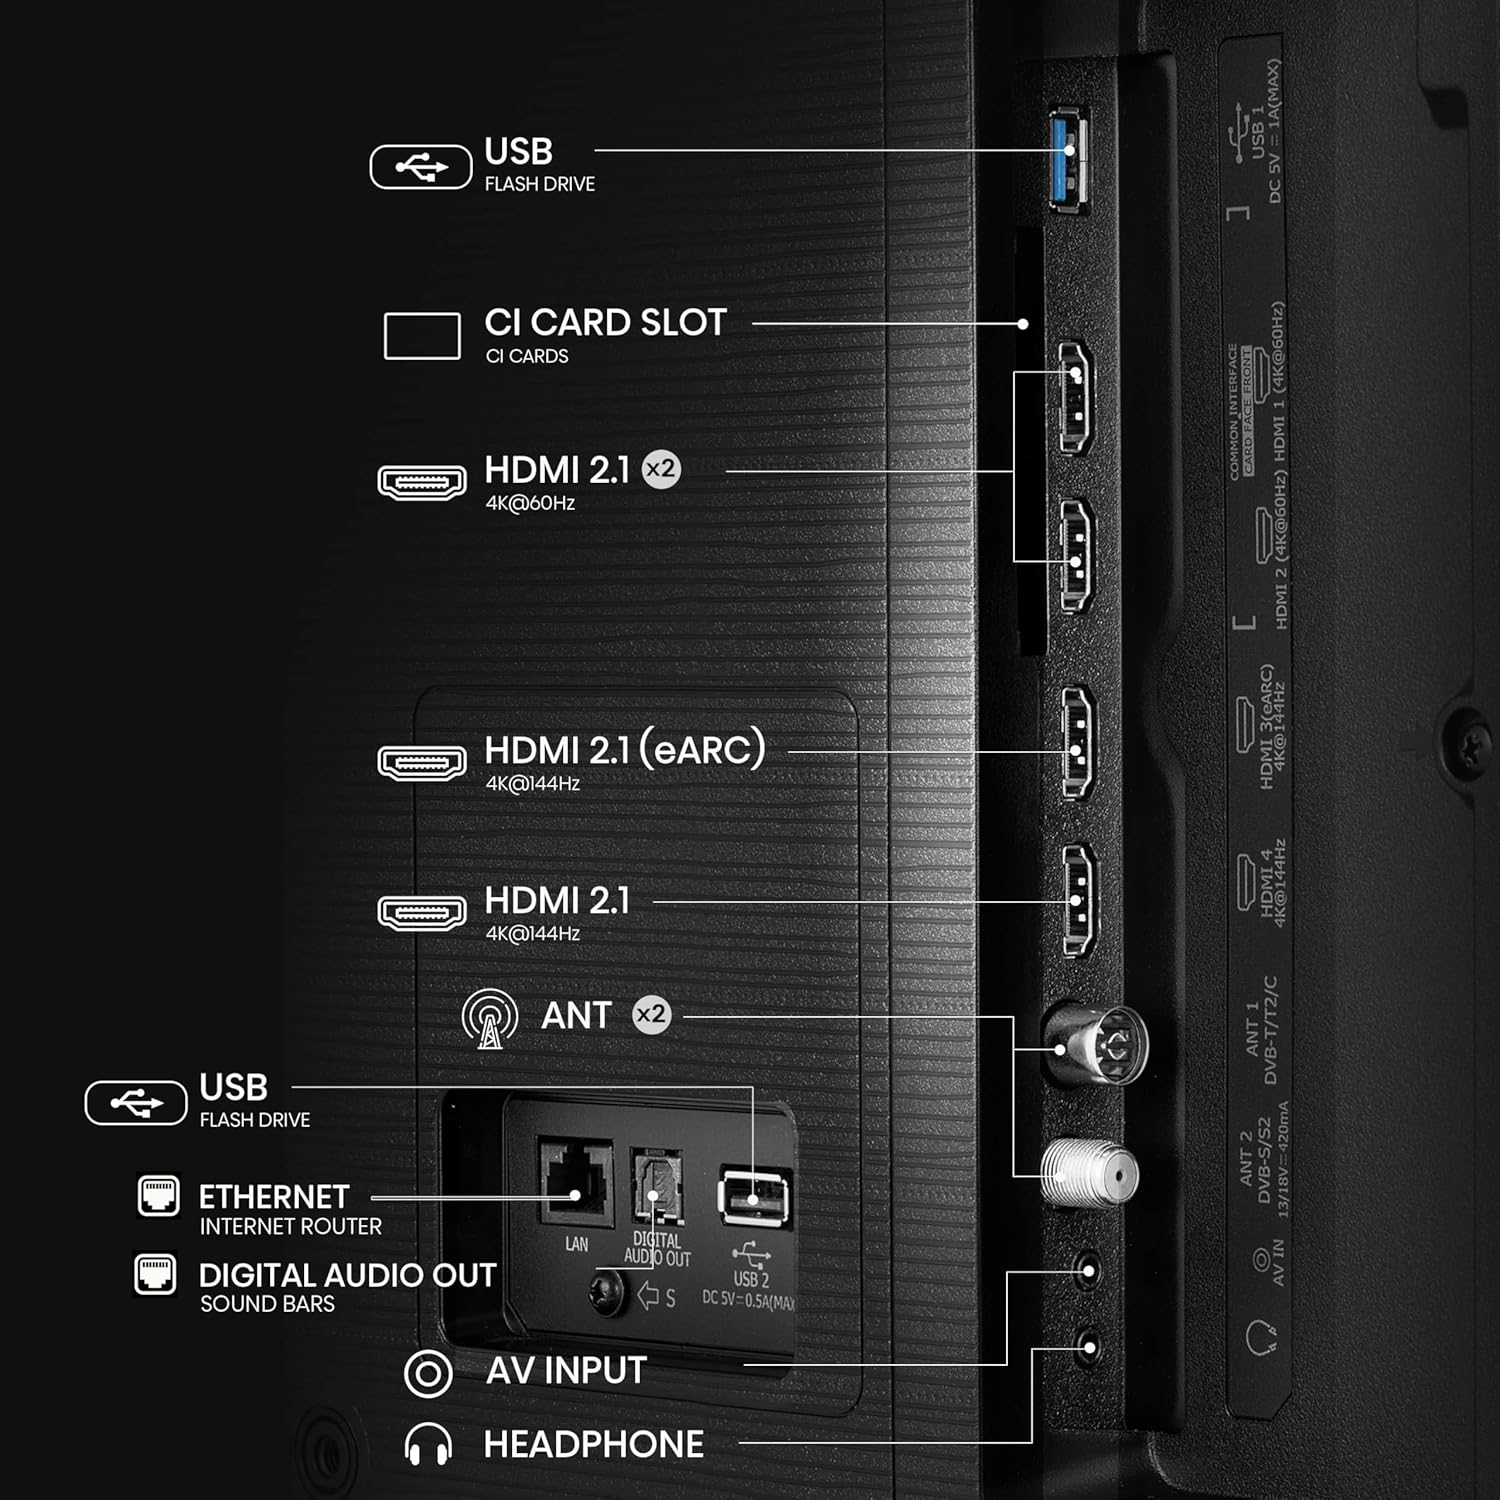 USB
FLASH DRIVE
CI CARD SLOT
CI CARDS
HDMI 2.1 x2
4K@60Hz
HDMI 2.1 (eARC)
4K@144Hz
HDMI 2.1
4K@144Hz
ANT x2
USB
FLASH DRIVE
ETHERNET
INTERNET ROUTER
DIGITAL AUDIO OUT
SOUND BARS
AV INPUT
HEADPHONE
LAN
DIGITAL
AUDIO OUT
USB 2
DC 5V⎓0.5A(MAX
S
USB 1
DC 5V⎓1A(MAX)
COMMON INTERFACE
CARD FACE FRONT
HDMI 1 (4K@60Hz)
HDMI 2 (4K@60Hz)
HDMI 3(eARC)
4K@144Hz
HDMI 4
4K@144Hz
ANT 1
DVB-T/T2/C
ANT 2
DVB-S/S2
13/18V⎓420mA
AV IN